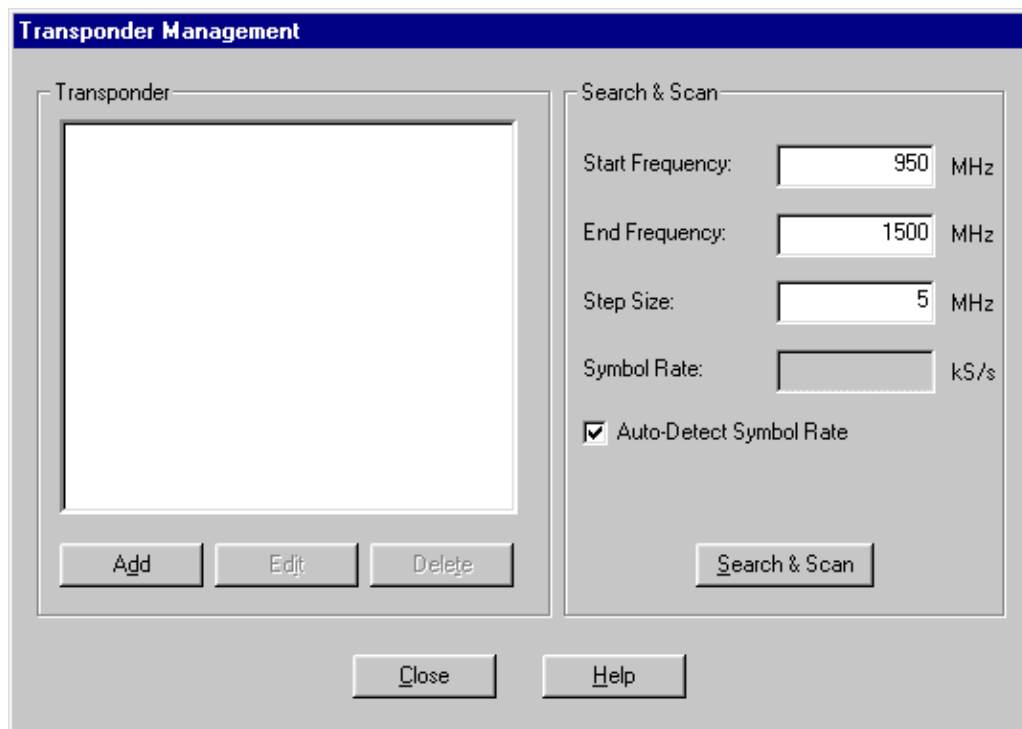 Transponder Management
Transponder
Add
Edit
Delete
Search & Scan
Start Frequency: 950 MHz
End Frequency: 1500 MHz
Step Size: 5 MHz
Symbol Rate: kS/s
Auto-Detect Symbol Rate
Search & Scan
Close
Help